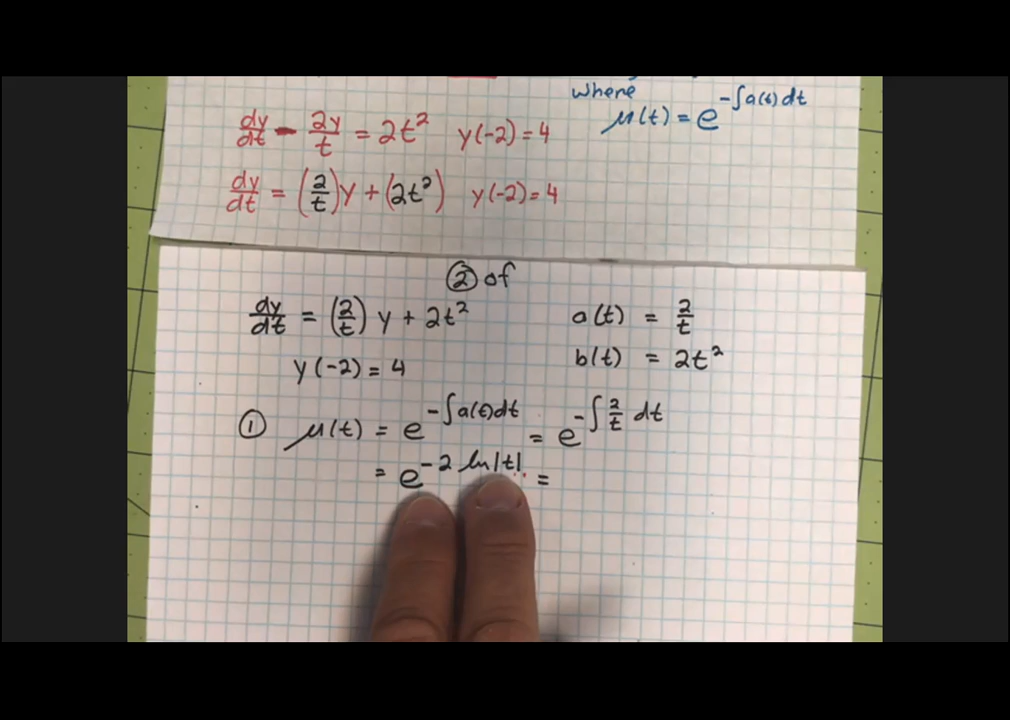 where
μ(t) = e^{-∫a(t)dt}
dy/dt - 2y/t = 2t² y(-2) = 4
dy/dt = (2/t)y + (2t²) y(-2) = 4
② of
dy/dt = (2/t) y + 2t² a(t) = 2/t
y(-2) = 4 b(t) = 2t²
① μ(t) = e^{-∫a(t)dt} = e^{-∫2/t dt}
= e^{-2 ln|t|} =